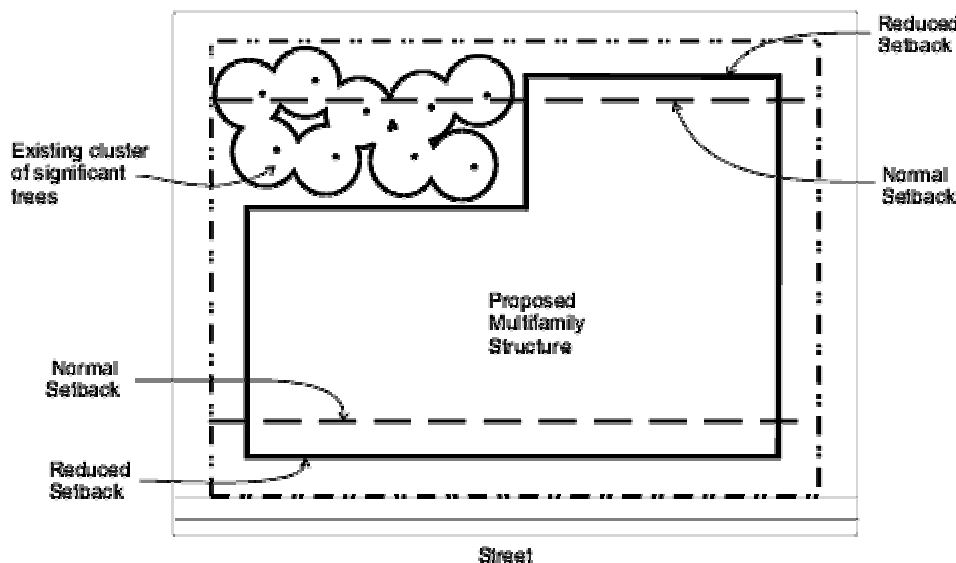 Reduced
Setback
Existing cluster
of significant
trees
Normal
Setback
Proposed
Multifamily
Structure
Normal
Setback
Reduced
Setback
Street